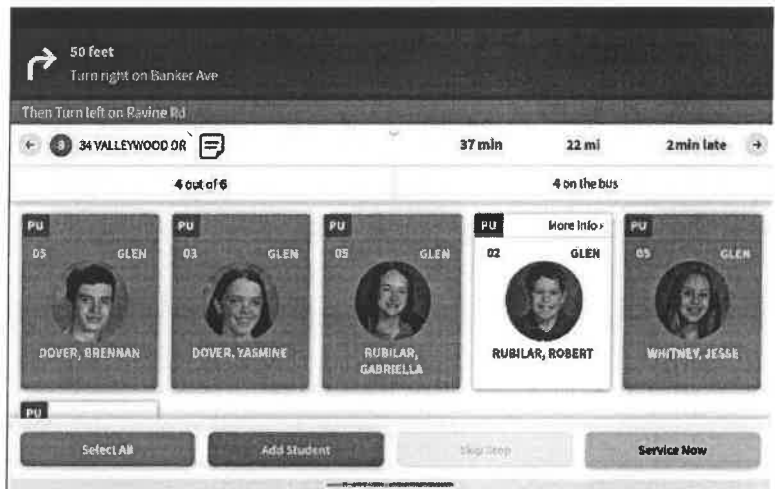 50 feet
Turn right on Banker Ave
Then Turn left on Ravine Rd
8 34 VALLEYWOOD DR 37 min 22 mi 2min late
4 out of 6 4 on the bus
PU PU PU PU More Info › PU
05 GLEN 03 GLEN 05 GLEN 02 GLEN 05 GLEN
DOVER, BRENNAN DOVER, YASMINE RUBILAR, RUBILAR, ROBERT WHITNEY, JESSE
GABRIELLA
PU
Select All Add Student Skip Stop Service Now